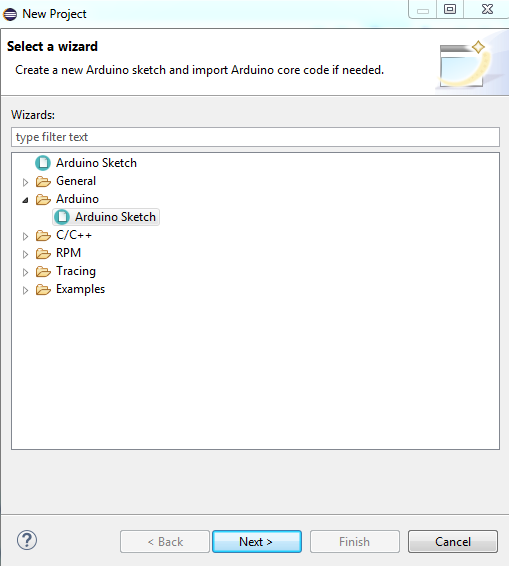 New Project
Select a wizard
Create a new Arduino sketch and import Arduino core code if needed.
Wizards:
type filter text
Arduino Sketch
General
Arduino
Arduino Sketch
C/C++
RPM
Tracing
Examples
?
< Back
Next >
Finish
Cancel